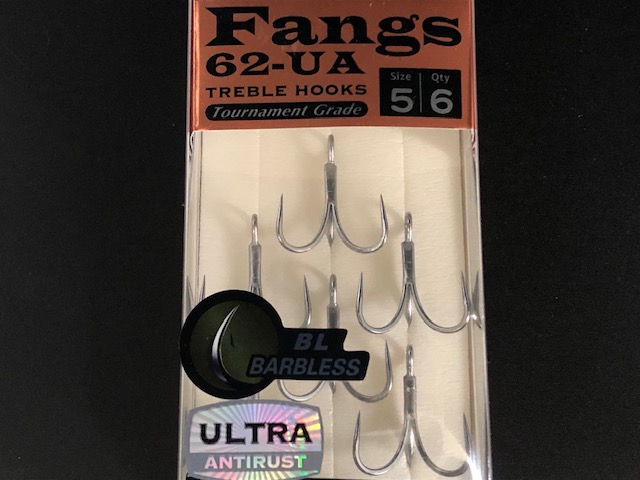 Fangs
62-UA
TREBLE HOOKS
Tournament Grade
Size Qty
5 6
BL
BARBLESS
ULTRA
ANTIRUST